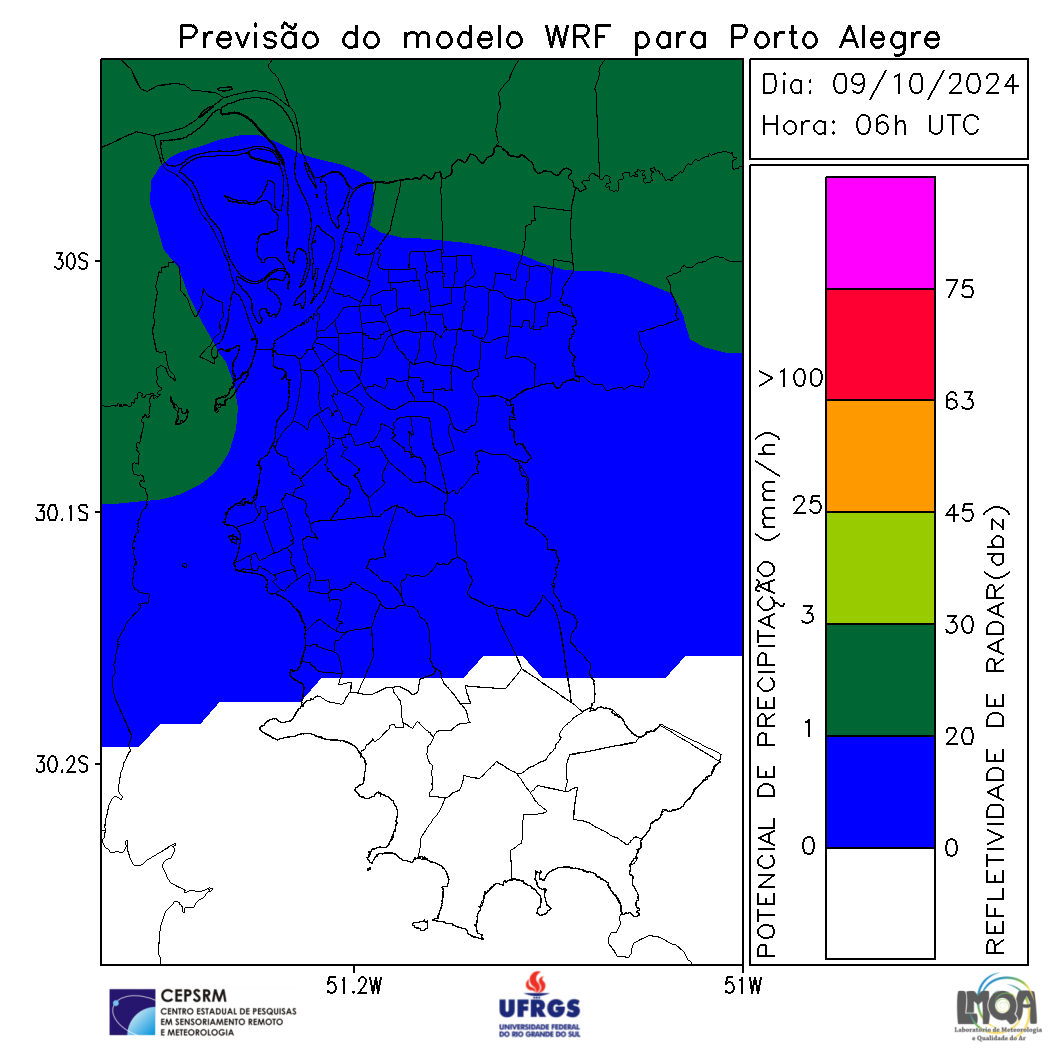 Previsão do modelo WRF para Porto Alegre
Dia: 09/10/2024
Hora: 06h UTC
30S
30.1S
30.2S
51.2W
51W
POTENCIAL DE PRECIPITAÇÃO (mm/h)
>100
25
3
1
0
75
63
45
30
20
0
REFLETIVIDADE DE RADAR(dbz)
CEPSRM
CENTRO ESTADUAL DE PESQUISAS
EM SENSORIAMENTO REMOTO
E METEOROLOGIA
UFRGS
UNIVERSIDADE FEDERAL
DO RIO GRANDE DO SUL
LMQA
Laboratório de Meteorologia
e Qualidade do Ar